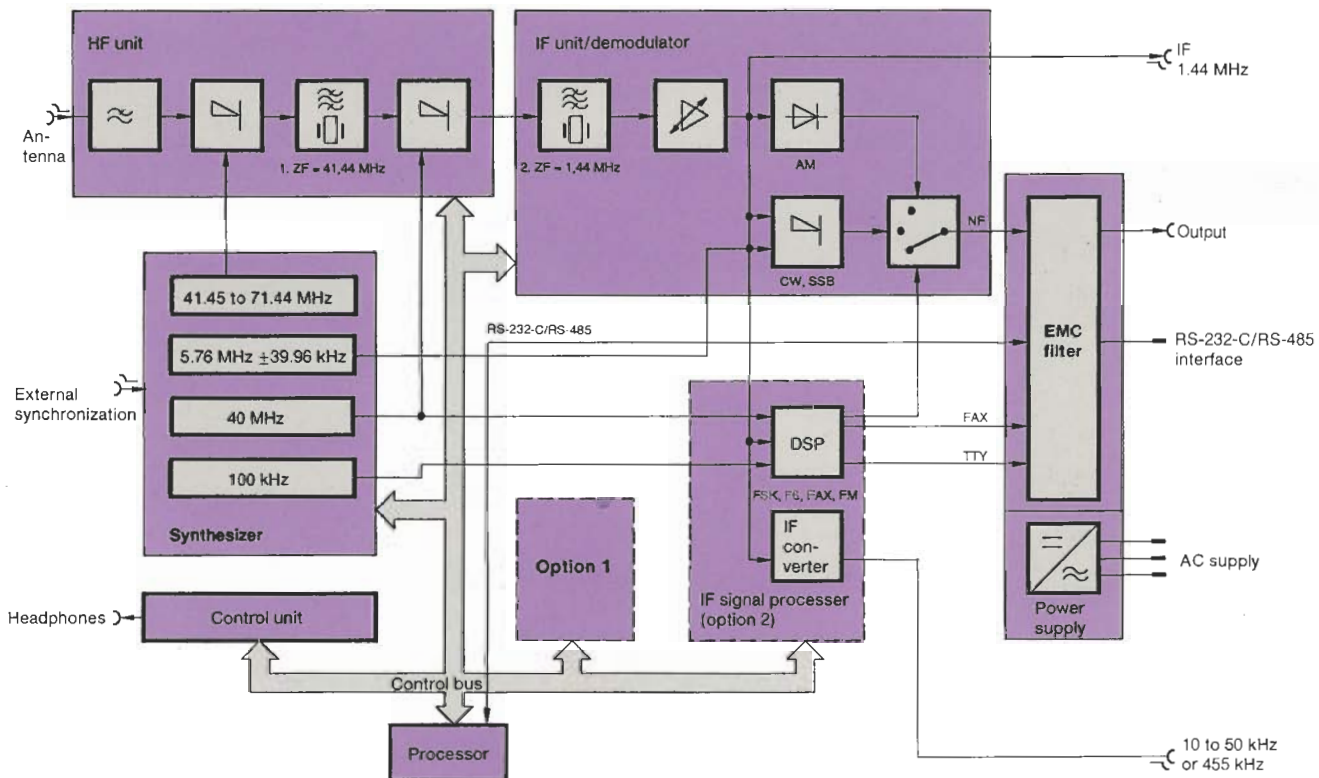 HF unit
IF unit/demodulator
IF
1.44 MHz
An-
tenna
1. ZF = 41,44 MHz
2. ZF = 1,44 MHz
AM
NF
Output
CW, SSB
41.45 to 71.44 MHz
RS-232-C/RS-485
5.76 MHz ±39.96 kHz
EMC
filter
RS-232-C/RS-485
interface
External
synchronization
40 MHz
DSP
FAX
TTY
100 kHz
FSK, F6, FAX, FM
Synthesizer
Option 1
IF
con-
verter
AC supply
Headphones
Control unit
IF signal processer
(option 2)
Power
supply
Control bus
Processor
10 to 50 kHz
or 455 kHz